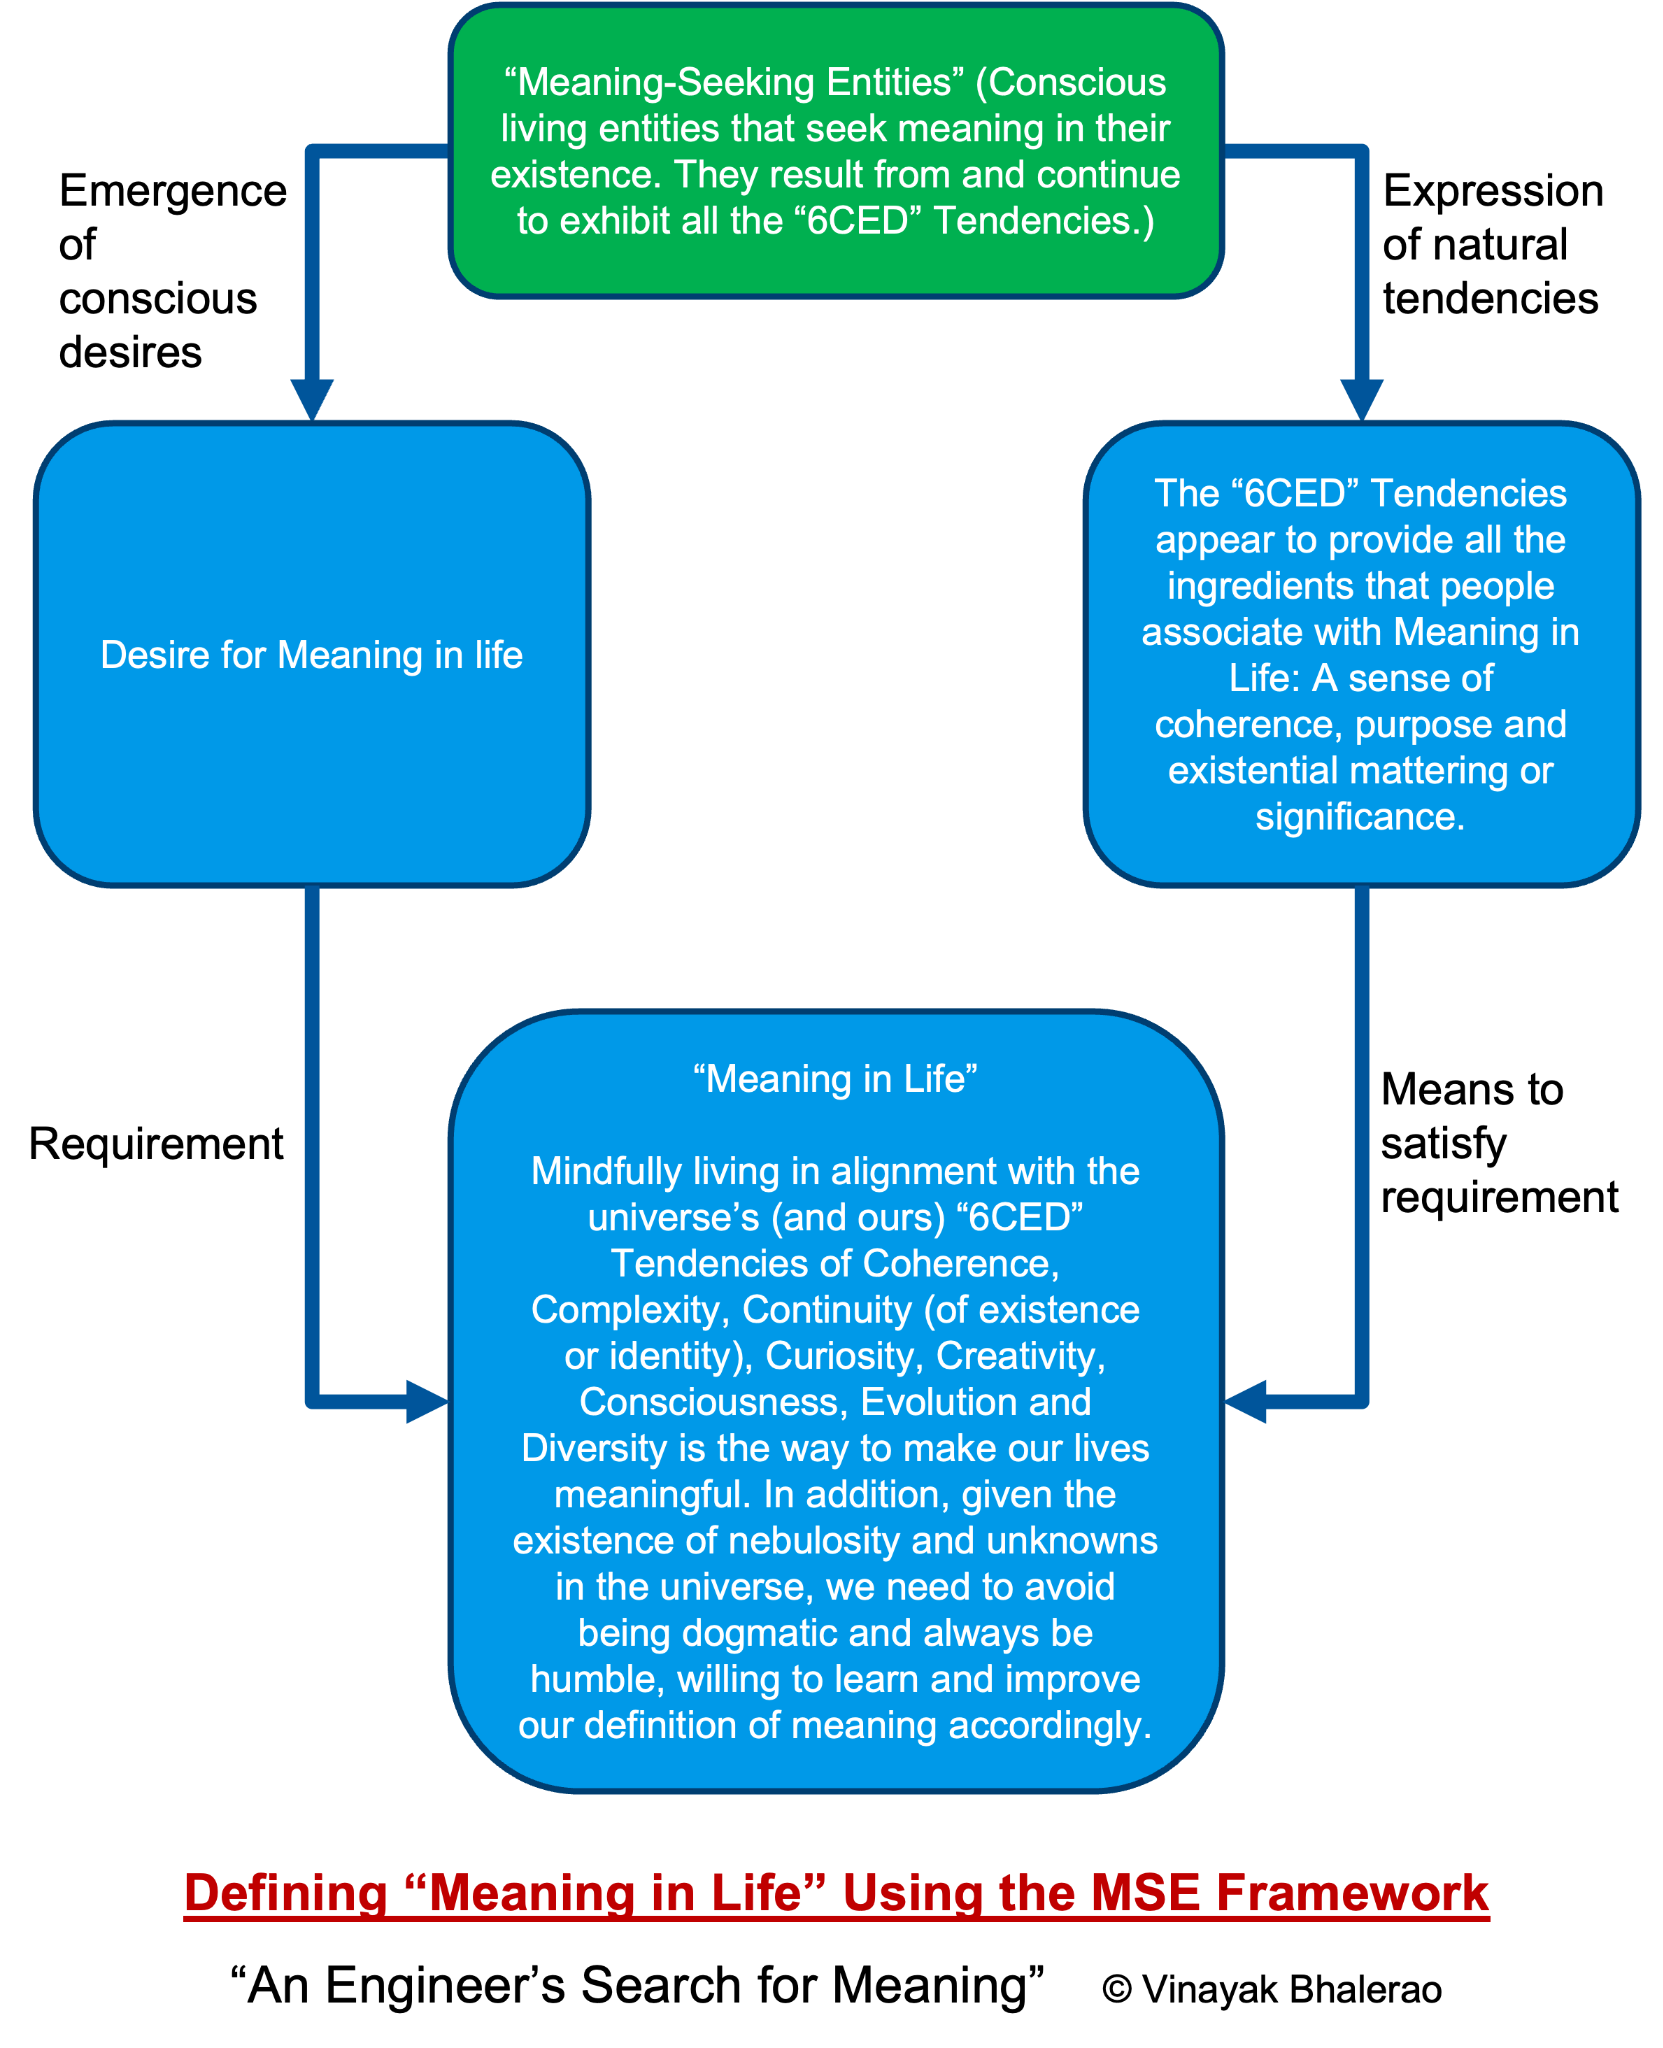 “Meaning-Seeking Entities” (Conscious
living entities that seek meaning in their
existence. They result from and continue
to exhibit all the “6CED” Tendencies.)
Emergence
of
conscious
desires
Expression
of natural
tendencies
Desire for Meaning in life
The “6CED” Tendencies
appear to provide all the
ingredients that people
associate with Meaning in
Life: A sense of
coherence, purpose and
existential mattering or
significance.
Requirement
Means to
satisfy
requirement
“Meaning in Life”
Mindfully living in alignment with the
universe’s (and ours) “6CED”
Tendencies of Coherence,
Complexity, Continuity (of existence
or identity), Curiosity, Creativity,
Consciousness, Evolution and
Diversity is the way to make our lives
meaningful. In addition, given the
existence of nebulosity and unknowns
in the universe, we need to avoid
being dogmatic and always be
humble, willing to learn and improve
our definition of meaning accordingly.
Defining “Meaning in Life” Using the MSE Framework
“An Engineer’s Search for Meaning” © Vinayak Bhalerao